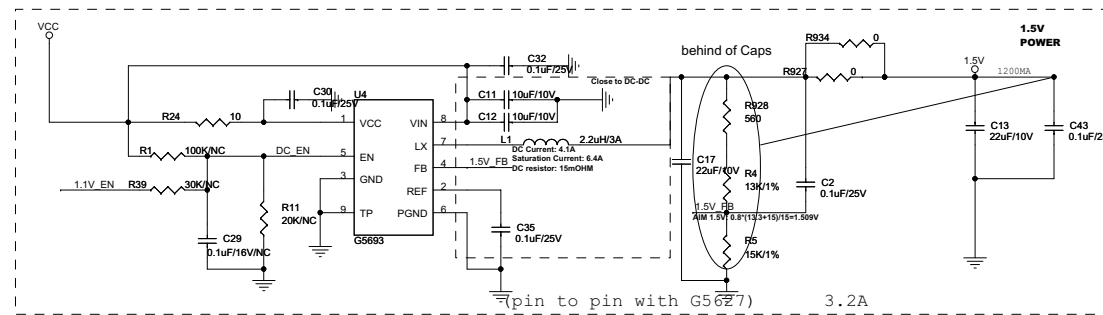 VCC
1.5V
POWER
R934
0
behind of Caps
C32
0.1uF/25V
R927
0
1.5V
1200MA
Close to DC-DC
C30
0.1uF/25V
U4
C11
10uF/10V
C12
10uF/10V
R24
10
1
VCC
VIN
8
R928
560
C13
22uF/10V
C43
0.1uF/2
R1
100K/NC
DC_EN
5
EN
LX
7
L1
2.2uH/3A
DC Current: 4.1A
Saturation Current: 6.4A
DC resistor: 15mOHM
FB
4
1.5V_FB
C17
22uF/10V
R4
13K/1%
C2
0.1uF/25V
1.1V_EN
R39
30K/NC
3
GND
REF
2
R11
20K/NC
9
TP
PGND
6
G5693
1.5V_FB
AIM 1.5V 0.8*(13.3+15)/15=1.509V
C29
0.1uF/16V/NC
C35
0.1uF/25V
R5
15K/1%
(pin to pin with G5627)
3.2A